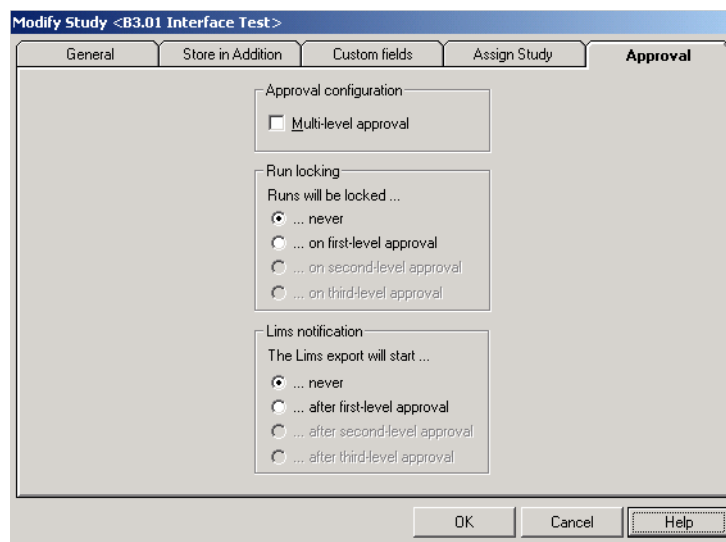 Modify Study <B3.01 Interface Test>
General Store in Addition Custom fields Assign Study Approval
Approval configuration
Multi-level approval
Run locking
Runs will be locked ...
... never
... on first-level approval
... on second-level approval
... on third-level approval
Lims notification
The Lims export will start ...
... never
... after first-level approval
... after second-level approval
... after third-level approval
OK Cancel Help